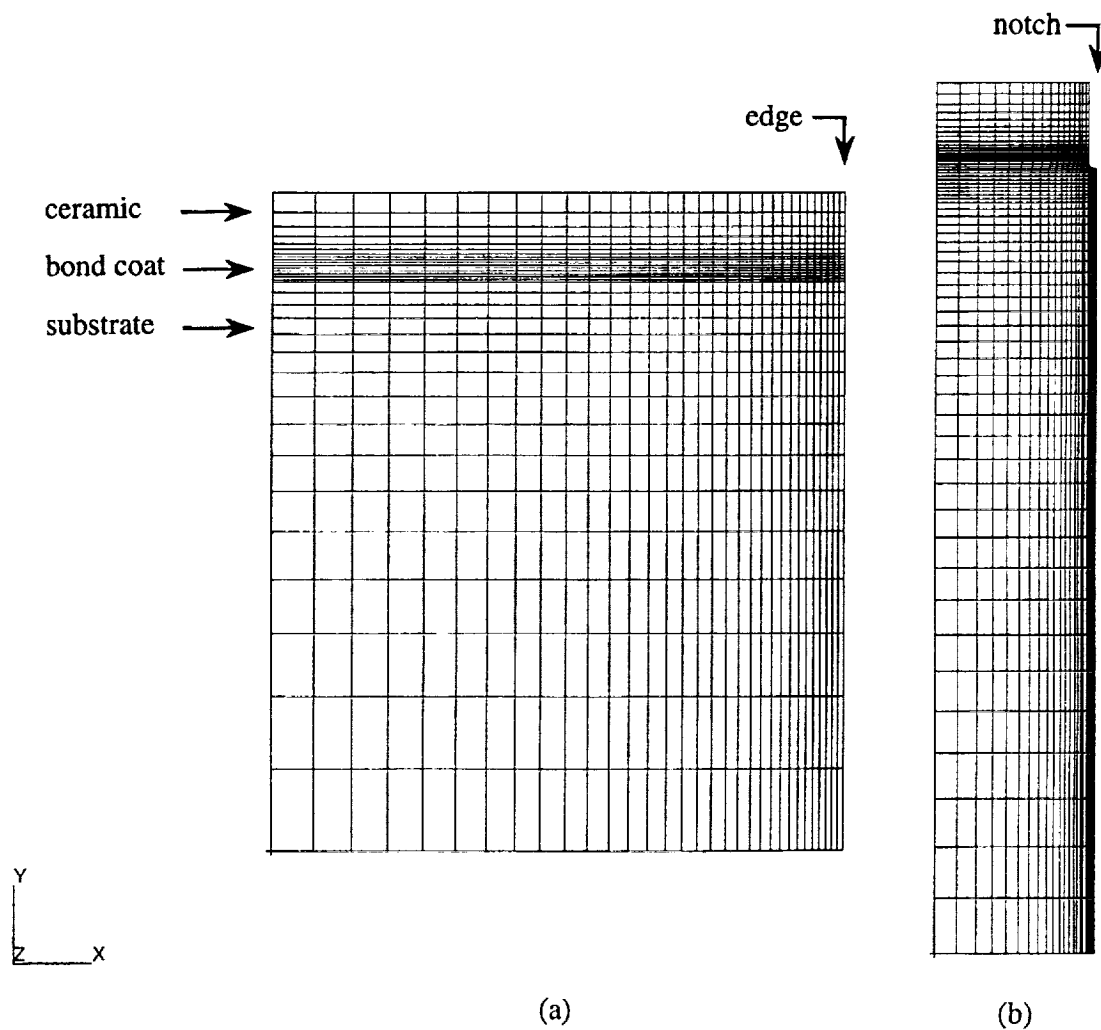 notch
edge
ceramic
bond coat
substrate
Y
Z X
(a) (b)